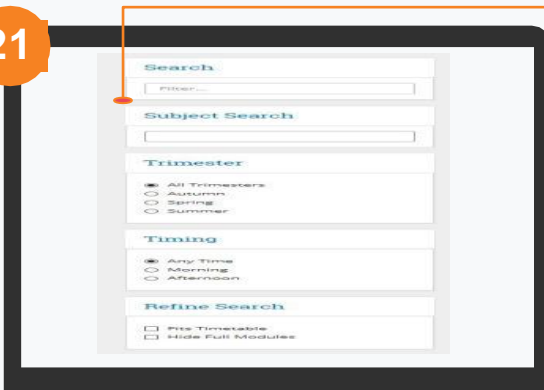 21
Search
Filter...
Subject Search
Trimester
All Trimesters
Autumn
Spring
Summer
Timing
Any Time
Morning
Afternoon
Refine Search
Fits Timetable
Hide Full Modules